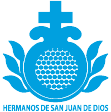 HERMANOS DE SAN JUAN DE DIOS